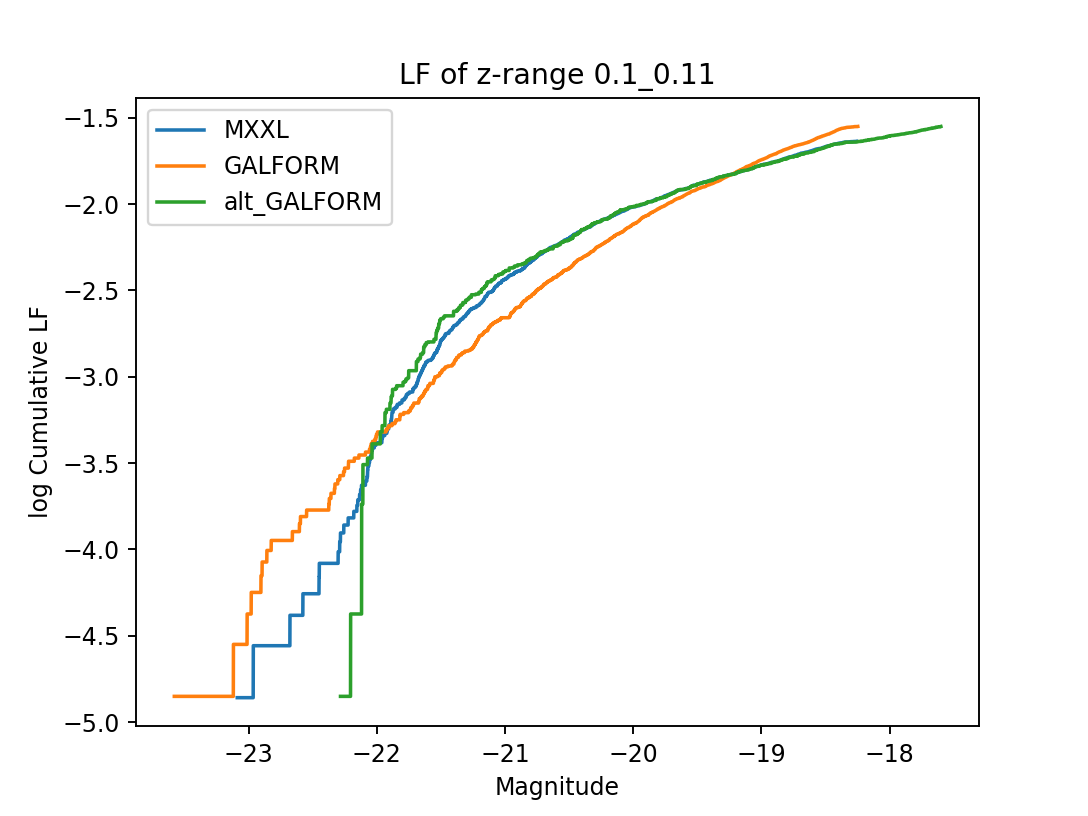 LF of z-range 0.1_0.11
MXXL
GALFORM
alt_GALFORM
−1.5
−2.0
−2.5
−3.0
−3.5
−4.0
−4.5
−5.0
log Cumulative LF
−23
−22
−21
−20
−19
−18
Magnitude